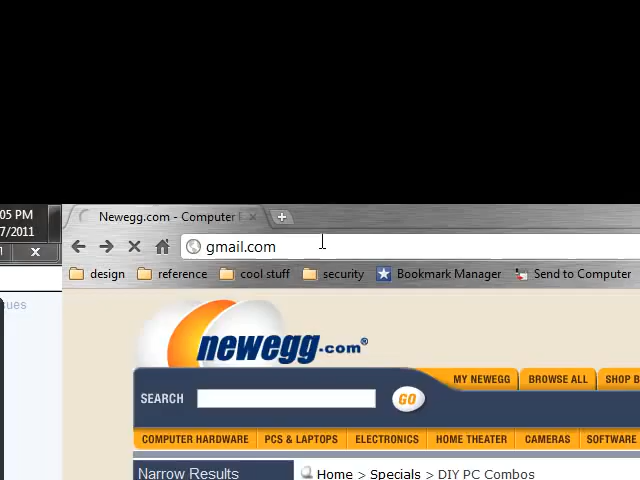 :05 PM
7/2011
Newegg.com - Computer
gmail.com
design reference cool stuff security Bookmark Manager Send to Computer
newegg.com®
MY NEWEGG BROWSE ALL SHOP
SEARCH GO
COMPUTER HARDWARE PCS & LAPTOPS ELECTRONICS HOME THEATER CAMERAS SOFTWARE
Narrow Results Home > Specials > DIY PC Combos